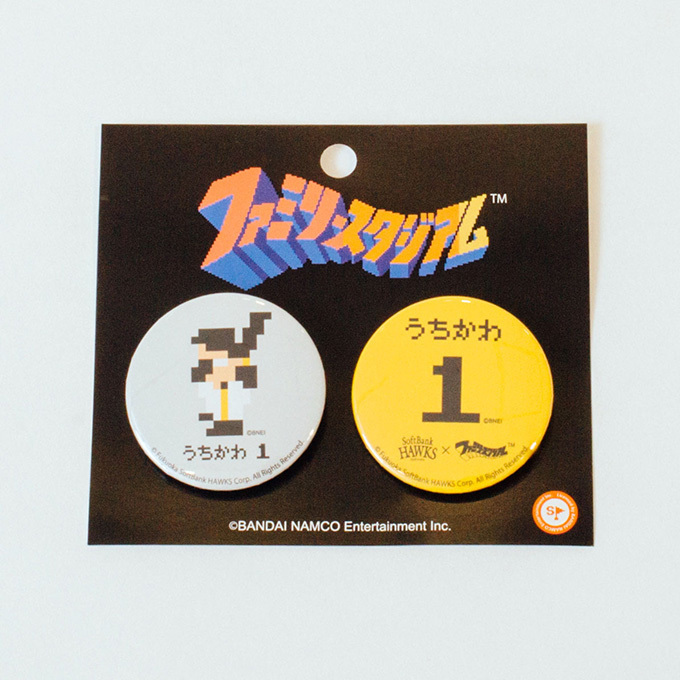 ファミリースタジアム™
©BNEI
うちかわ 1
© Fukuoka SoftBank HAWKS Corp. All Rights Reserved.
うちかわ
1
©BNEI
SoftBank
HAWKS × ファミリースタジアム™
© Fukuoka SoftBank HAWKS Corp. All Rights Reserved.
©BANDAI NAMCO Entertainment Inc.
S